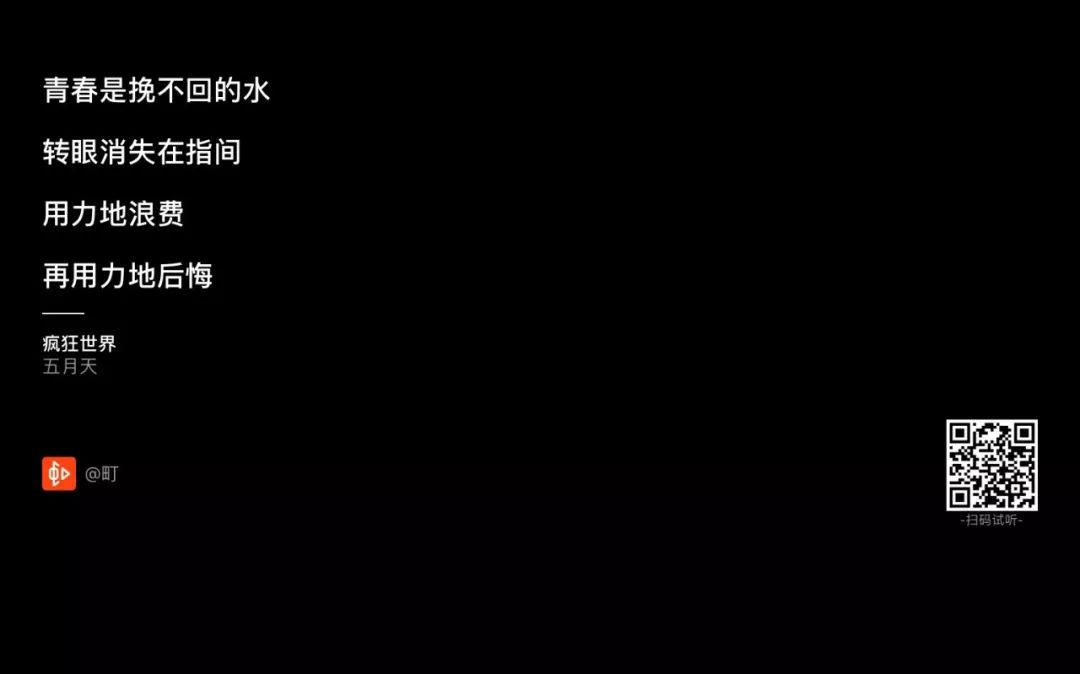 青春是挽不回的水
转眼消失在指间
用力地浪费
再用力地后悔
疯狂世界
五月天
@町
-扫码试听-